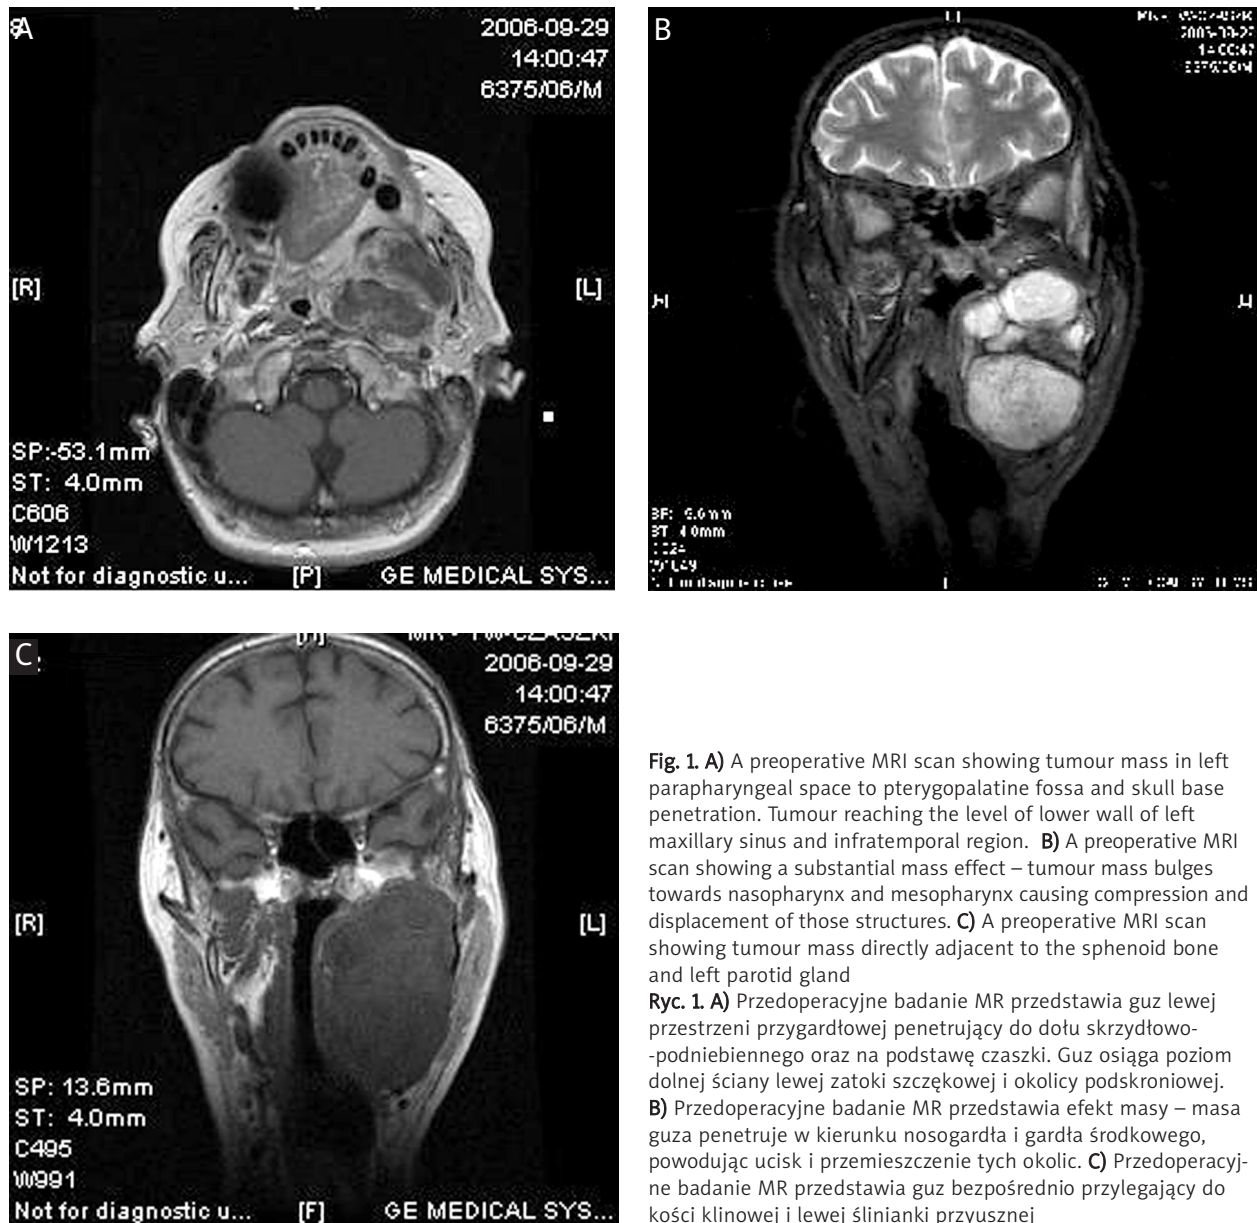 A
2006-09-29
14:00:47
6375/06/M
[R]
[L]
SP:-53.1mm
ST: 4.0mm
C606
W1213
Not for diagnostic u...
[P]
GE MEDICAL SYS...
B
14:00:47
ST 4.0mm
C
2006-09-29
14:00:47
6375/06/M
[R]
[L]
SP: 13.6mm
ST: 4.0mm
C495
W991
Not for diagnostic u...
[F]
GE MEDICAL SYS...
Fig. 1. A) A preoperative MRI scan showing tumour mass in left
parapharyngeal space to pterygopalatine fossa and skull base
penetration. Tumour reaching the level of lower wall of left
maxillary sinus and infratemporal region. B) A preoperative MRI
scan showing a substantial mass effect – tumour mass bulges
towards nasopharynx and mesopharynx causing compression and
displacement of those structures. C) A preoperative MRI scan
showing tumour mass directly adjacent to the sphenoid bone
and left parotid gland
Ryc. 1. A) Przedoperacyjne badanie MR przedstawia guz lewej
przestrzeni przygardłowej penetrujący do dołu skrzydłowo-
-podniebiennego oraz na podstawę czaszki. Guz osiąga poziom
dolnej ściany lewej zatoki szczękowej i okolicy podskroniowej.
B) Przedoperacyjne badanie MR przedstawia efekt masy – masa
guza penetruje w kierunku nosogardła i gardła środkowego,
powodując ucisk i przemieszczenie tych okolic. C) Przedoperacyj-
ne badanie MR przedstawia guz bezpośrednio przylegający do
kości klinowej i lewej ślinianki przyusznej